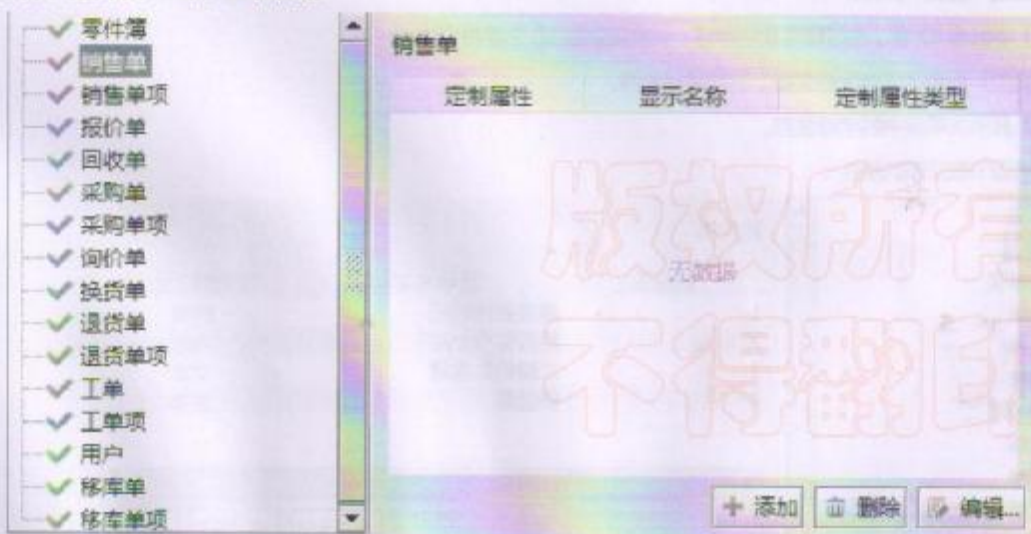 零件簿
销售单
销售单项
报价单
回收单
采购单
采购单项
询价单
换货单
退货单
退货单项
工单
工单项
用户
移库单
移库单项
销售单
定制属性 显示名称 定制属性类型
无数据
版权所有
不得翻印
添加 删除 编辑...